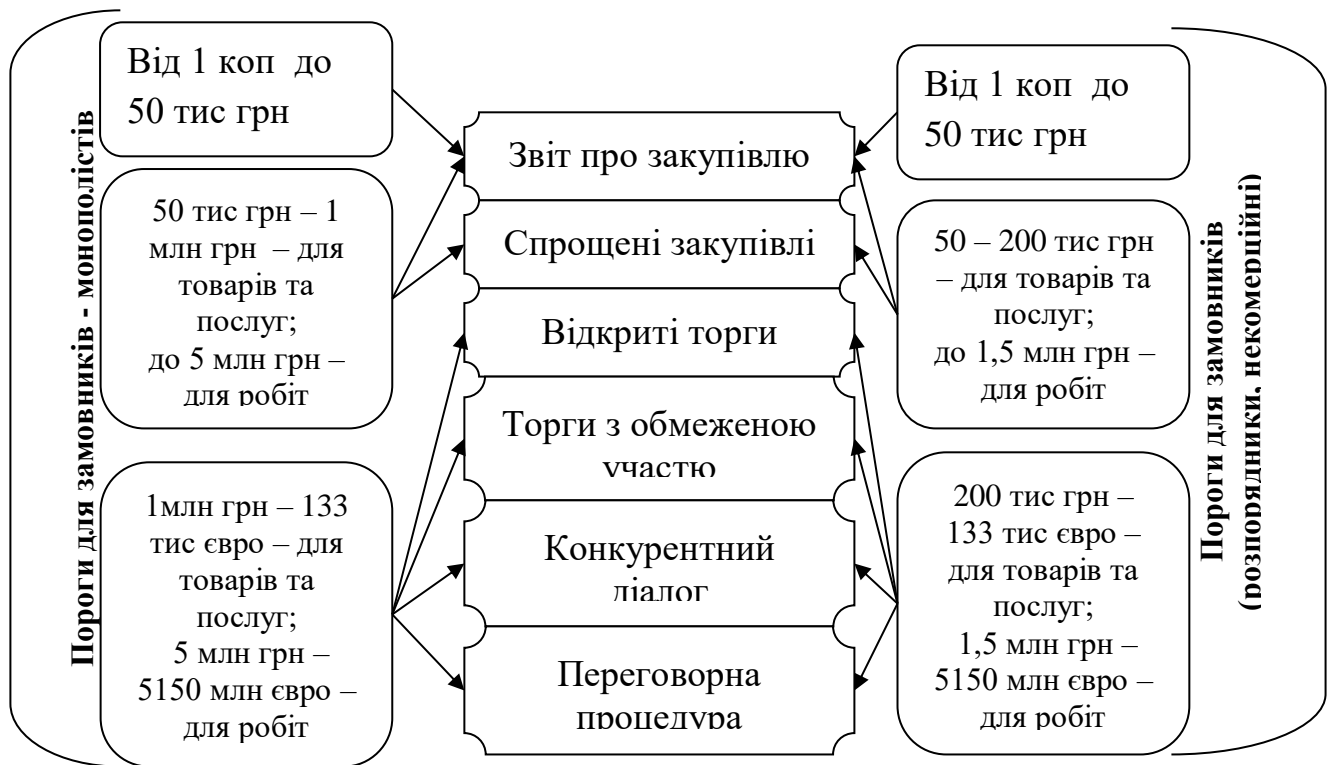 Пороги для замовників - монополістів
Від 1 коп до
50 тис грн
50 тис грн – 1
млн грн – для
товарів та
послуг;
до 5 млн грн –
для робіт
1млн грн – 133
тис євро – для
товарів та
послуг;
5 млн грн –
5150 млн євро –
для робіт
Звіт про закупівлю
Спрощені закупівлі
Відкриті торги
Торги з обмеженою
участю
Конкурентний
діалог
Переговорна
процедура
Від 1 коп до
50 тис грн
50 – 200 тис грн
– для товарів та
послуг;
до 1,5 млн грн –
для робіт
200 тис грн –
133 тис євро –
для товарів та
послуг;
1,5 млн грн –
5150 млн євро –
для робіт
Пороги для замовників
(розпорядники, некомерційні)